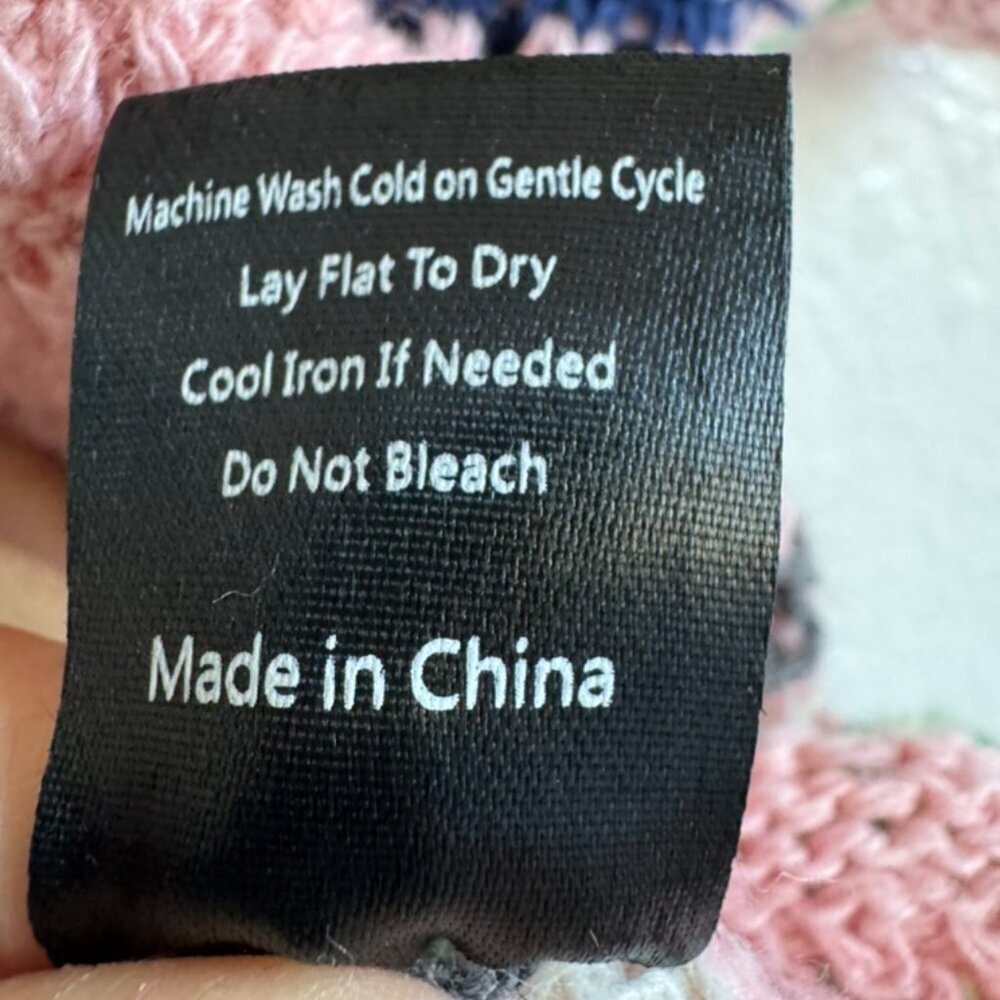 Machine Wash Cold on Gentle Cycle
Lay Flat To Dry
Cool Iron If Needed
Do Not Bleach
Made in China